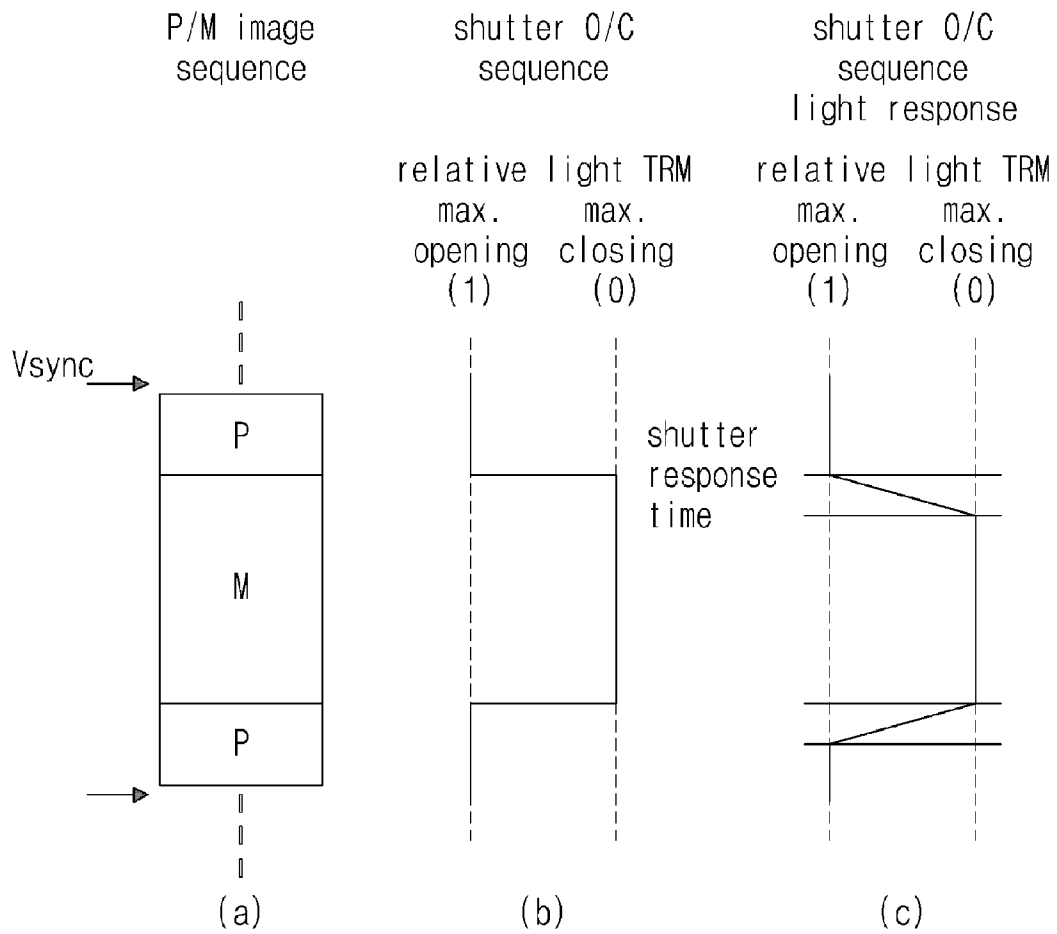 P/M image
sequence
shutter O/C
sequence
relative light TRM
max. max.
opening closing
(1) (0)
shutter O/C
sequence
light response
relative light TRM
max. max.
opening closing
(1) (0)
Vsync
P
M
P
shutter
response
time
(a)
(b)
(c)